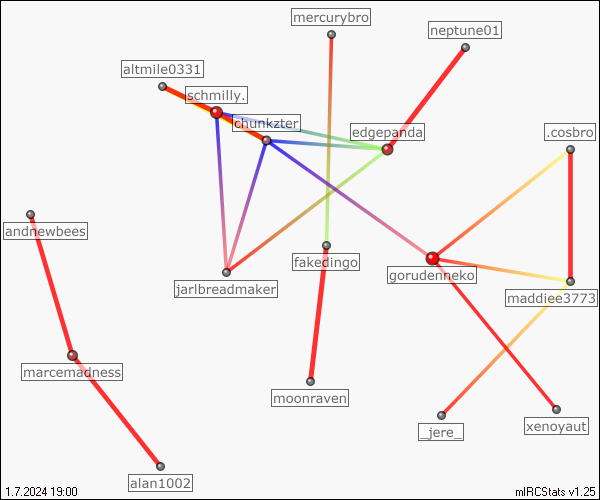 mercurybro
neptune01
altmile0331
schmilly.
chunkzter
edgepanda
.cosbro
andnewbees
fakedingo
gorudenneko
jarlbreadmaker
maddiee3773
marcemadness
moonraven
_jere_
xenoyaut
alan1002
1.7.2024 19:00
mIRCStats v1.25